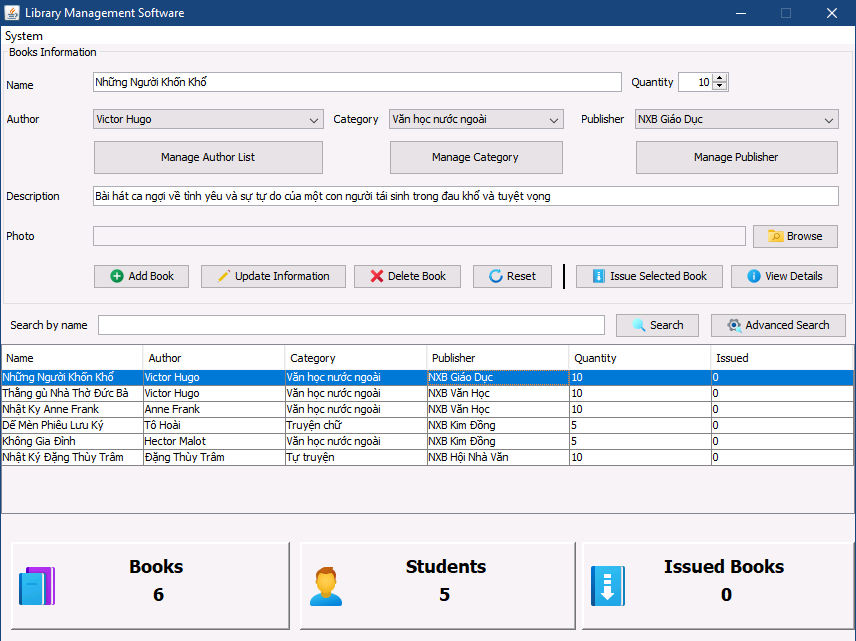 Library Management Software
System
Books Information
Name Những Người Khốn Khổ Quantity 10
Author Victor Hugo Category Văn học nước ngoài Publisher NXB Giáo Dục
Manage Author List Manage Category Manage Publisher
Description Bài hát ca ngợi về tình yêu và sự tự do của một con người tái sinh trong đau khổ và tuyệt vọng
Photo Browse
Add Book Update Information Delete Book Reset Issue Selected Book View Details
Search by name Search Advanced Search
Name Author Category Publisher Quantity Issued
Những Người Khốn Khổ Victor Hugo Văn học nước ngoài NXB Giáo Dục 10 0
Thằng gù Nhà Thờ Đức Bà Victor Hugo Văn học nước ngoài NXB Văn Học 10 0
Nhật Ky Anne Frank Anne Frank Văn học nước ngoài NXB Văn Học 10 0
Dế Mèn Phiêu Lưu Ký Tô Hoài Truyện chữ NXB Kim Đồng 5 0
Không Gia Đình Hector Malot Văn học nước ngoài NXB Kim Đồng 5 0
Nhật Ký Đặng Thùy Trâm Đặng Thùy Trâm Tự truyện NXB Hội Nhà Văn 10 0
Books Students Issued Books
6 5 0